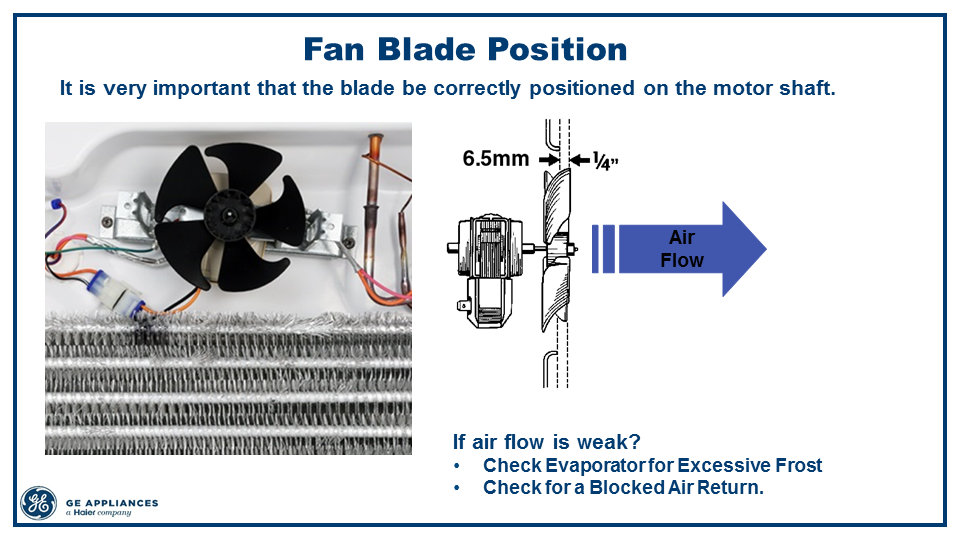 Fan Blade Position
It is very important that the blade be correctly positioned on the motor shaft.
6.5mm
¼”
Air
Flow
If air flow is weak?
• Check Evaporator for Excessive Frost
• Check for a Blocked Air Return.
GE
GE APPLIANCES
a Haier company